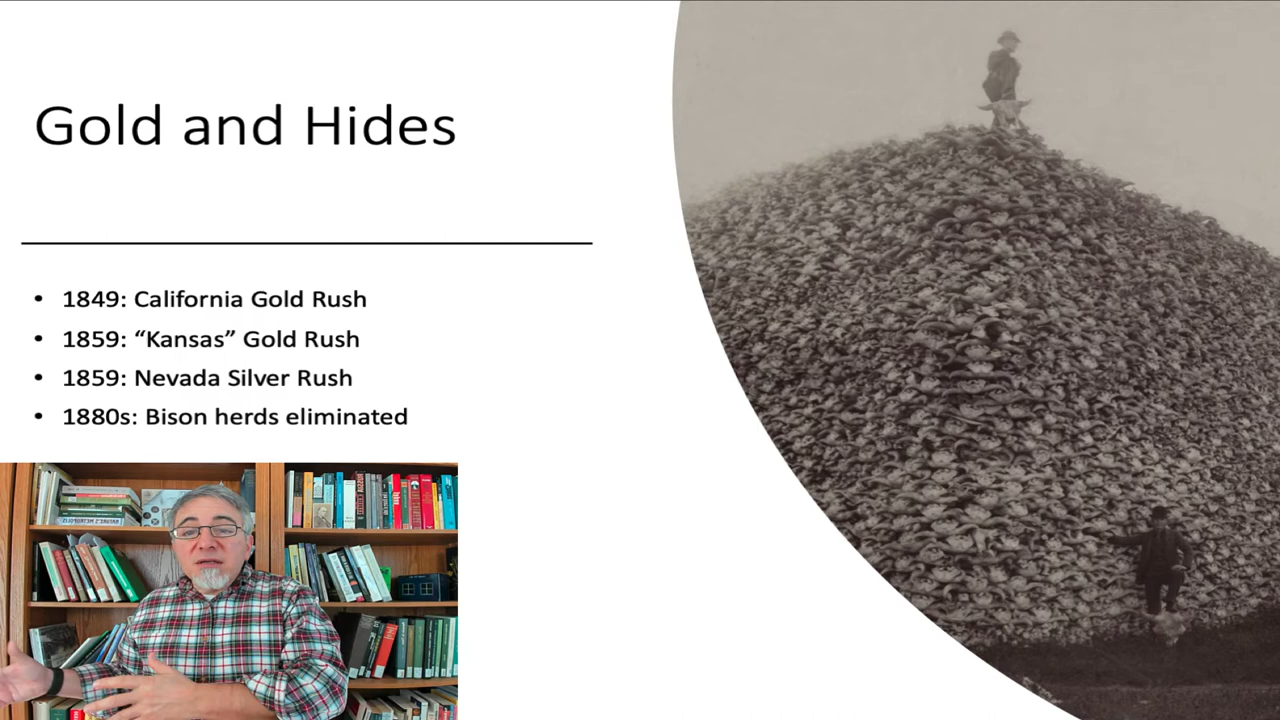 Gold and Hides
• 1849: California Gold Rush
• 1859: “Kansas” Gold Rush
• 1859: Nevada Silver Rush
• 1880s: Bison herds eliminated